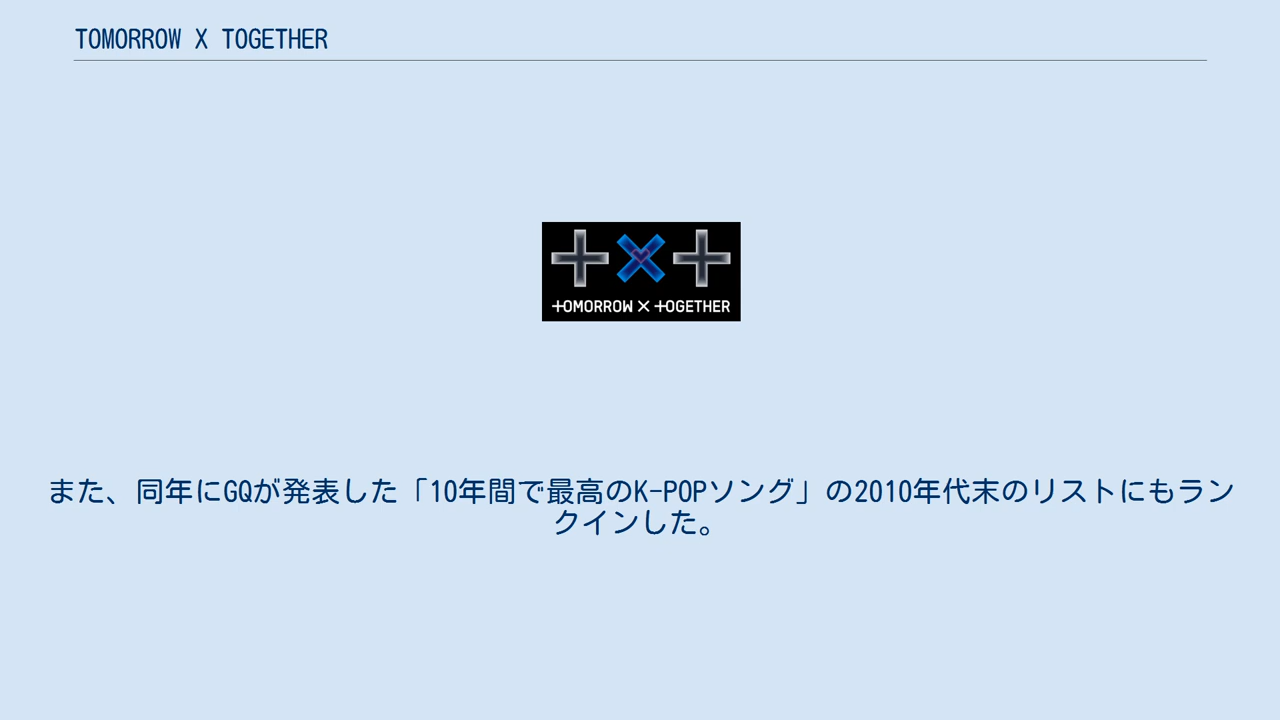 TOMORROW X TOGETHER
TOMORROW X TOGETHER
また、同年にGQが発表した「10年間で最高のK-POPソング」の2010年代末のリストにもラン
クインした。